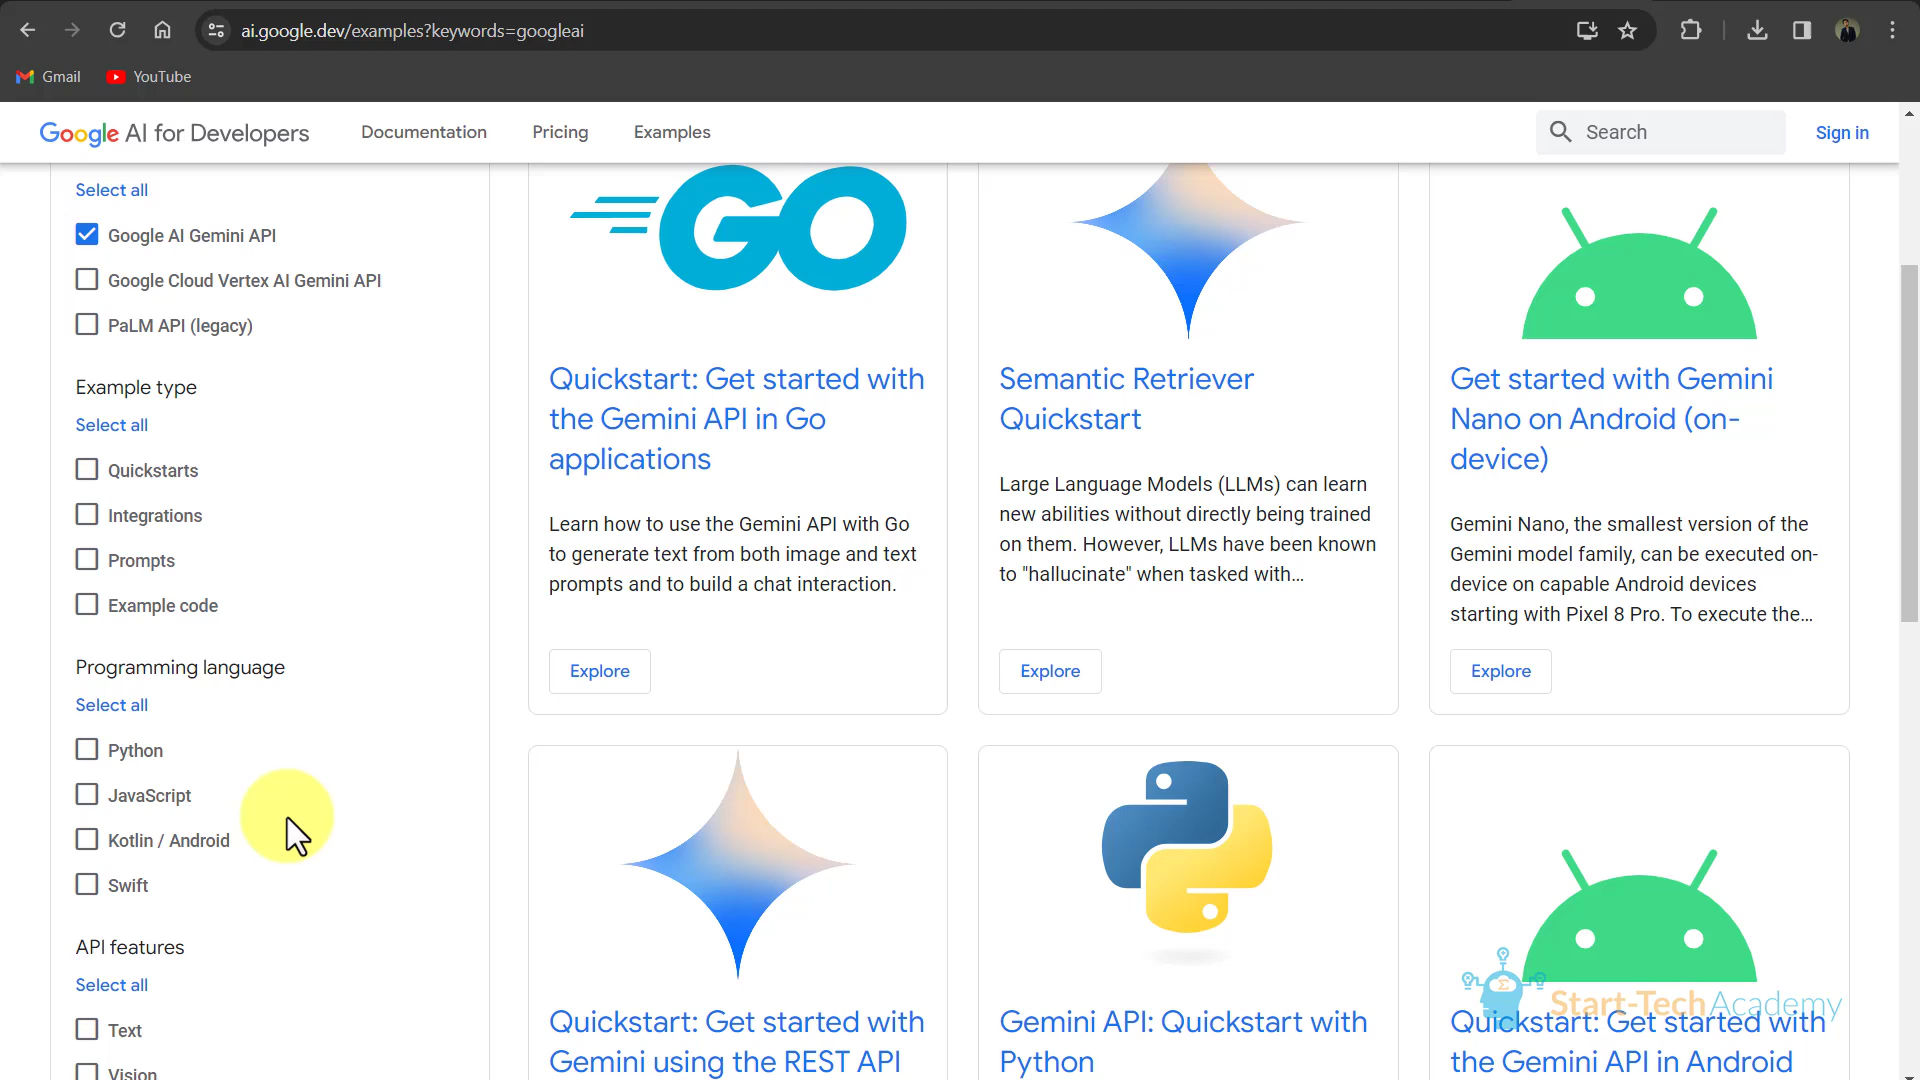 ai.google.dev/examples?keywords=googleai
Gmail
YouTube
Google AI for Developers
Documentation
Pricing
Examples
Search
Sign in
Select all
Google AI Gemini API
Google Cloud Vertex AI Gemini API
PaLM API (legacy)
Example type
Select all
Quickstarts
Integrations
Prompts
Example code
Programming language
Select all
Python
JavaScript
Kotlin / Android
Swift
API features
Select all
Text
Vision
GO
Quickstart: Get started with
the Gemini API in Go
applications
Learn how to use the Gemini API with Go
to generate text from both image and text
prompts and to build a chat interaction.
Explore
Semantic Retriever
Quickstart
Large Language Models (LLMs) can learn
new abilities without directly being trained
on them. However, LLMs have been known
to "hallucinate" when tasked with...
Explore
Get started with Gemini
Nano on Android (on-
device)
Gemini Nano, the smallest version of the
Gemini model family, can be executed on-
device on capable Android devices
starting with Pixel 8 Pro. To execute the...
Explore
Quickstart: Get started with
Gemini using the REST API
Gemini API: Quickstart with
Python
Start-Tech Academy
Quickstart: Get started with
the Gemini API in Android